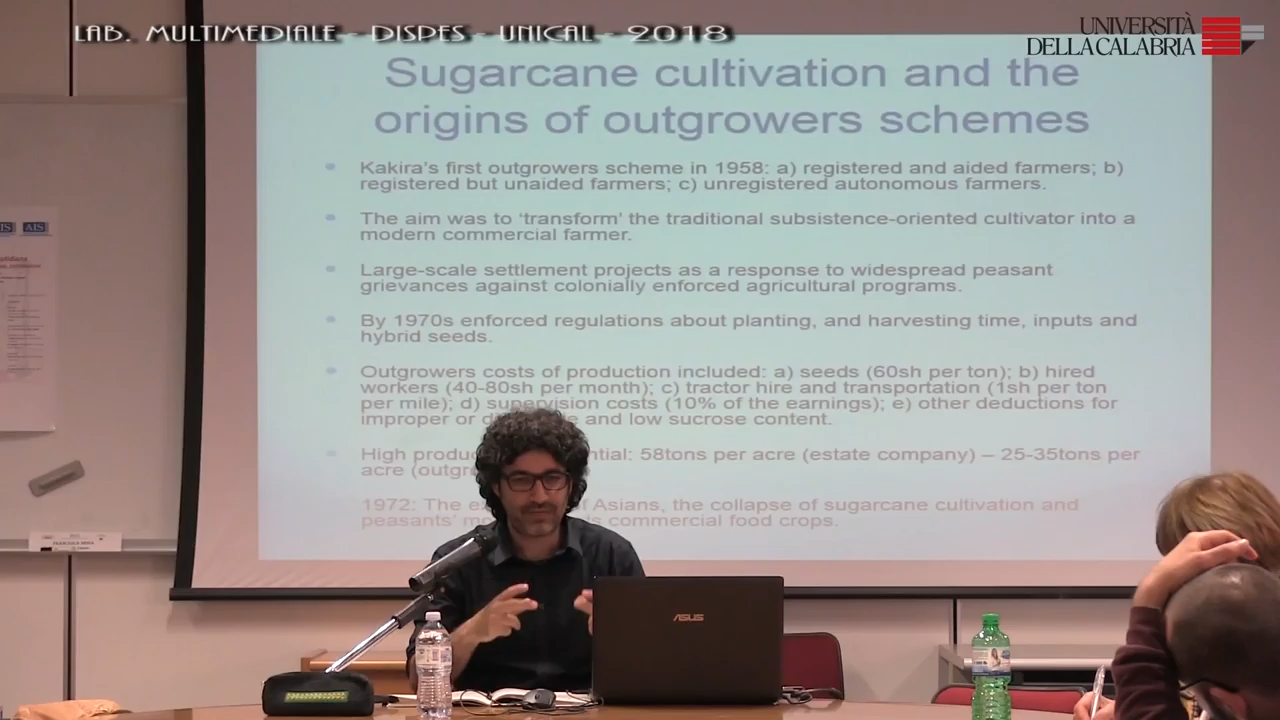 LAB. MULTIMEDIALE - DISPES - UNICAL - 2018
UNIVERSITÀ
DELLA CALABRIA
Sugarcane cultivation and the
origins of outgrowers schemes
Kakira's first outgrowers scheme in 1958: a) registered and aided farmers; b)
registered but unaided farmers; c) unregistered autonomous farmers.
The aim was to 'transform' the traditional subsistence-oriented cultivator into a
modern commercial farmer.
Large-scale settlement projects as a response to widespread peasant
grievances against colonially enforced agricultural programs.
By 1970s enforced regulations about planting, and harvesting time, inputs and
hybrid seeds.
Outgrowers costs of production included: a) seeds (60sh per ton); b) hired
workers (40-80sh per month); c) tractor hire and transportation (1sh per ton
per mile); d) supervision costs (10% of the earnings); e) other deductions for
improper or and low sucrose content.
High 58tons per acre (estate company) – 25-35tons per
acre
1972: The of Asians, the collapse of sugarcane cultivation and
peasants' commercial food crops.
AIS
ASUS